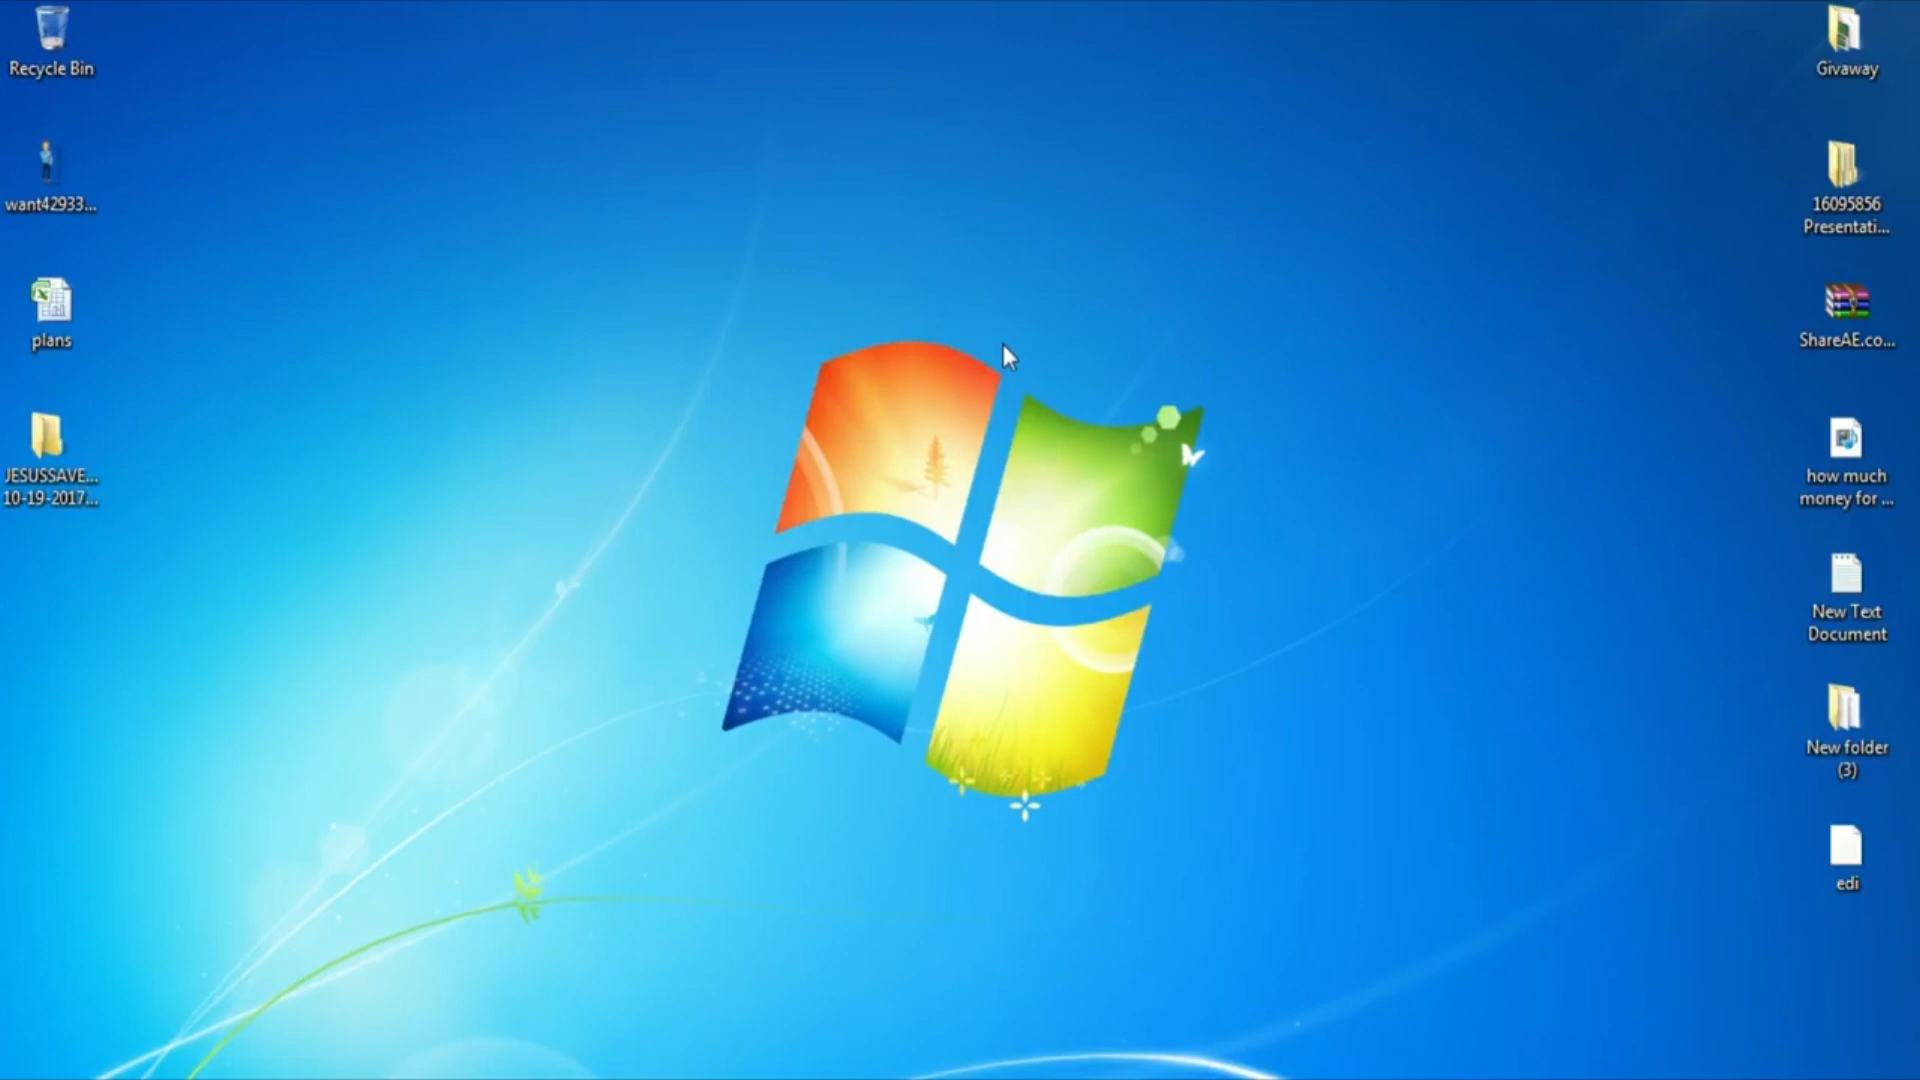 Recycle Bin
want42933...
plans
JESUSSAVE...
10-19-2017...
Givaway
16095856
Presentati...
ShareAE.co...
how much
money for ...
New Text
Document
New folder
(3)
edi